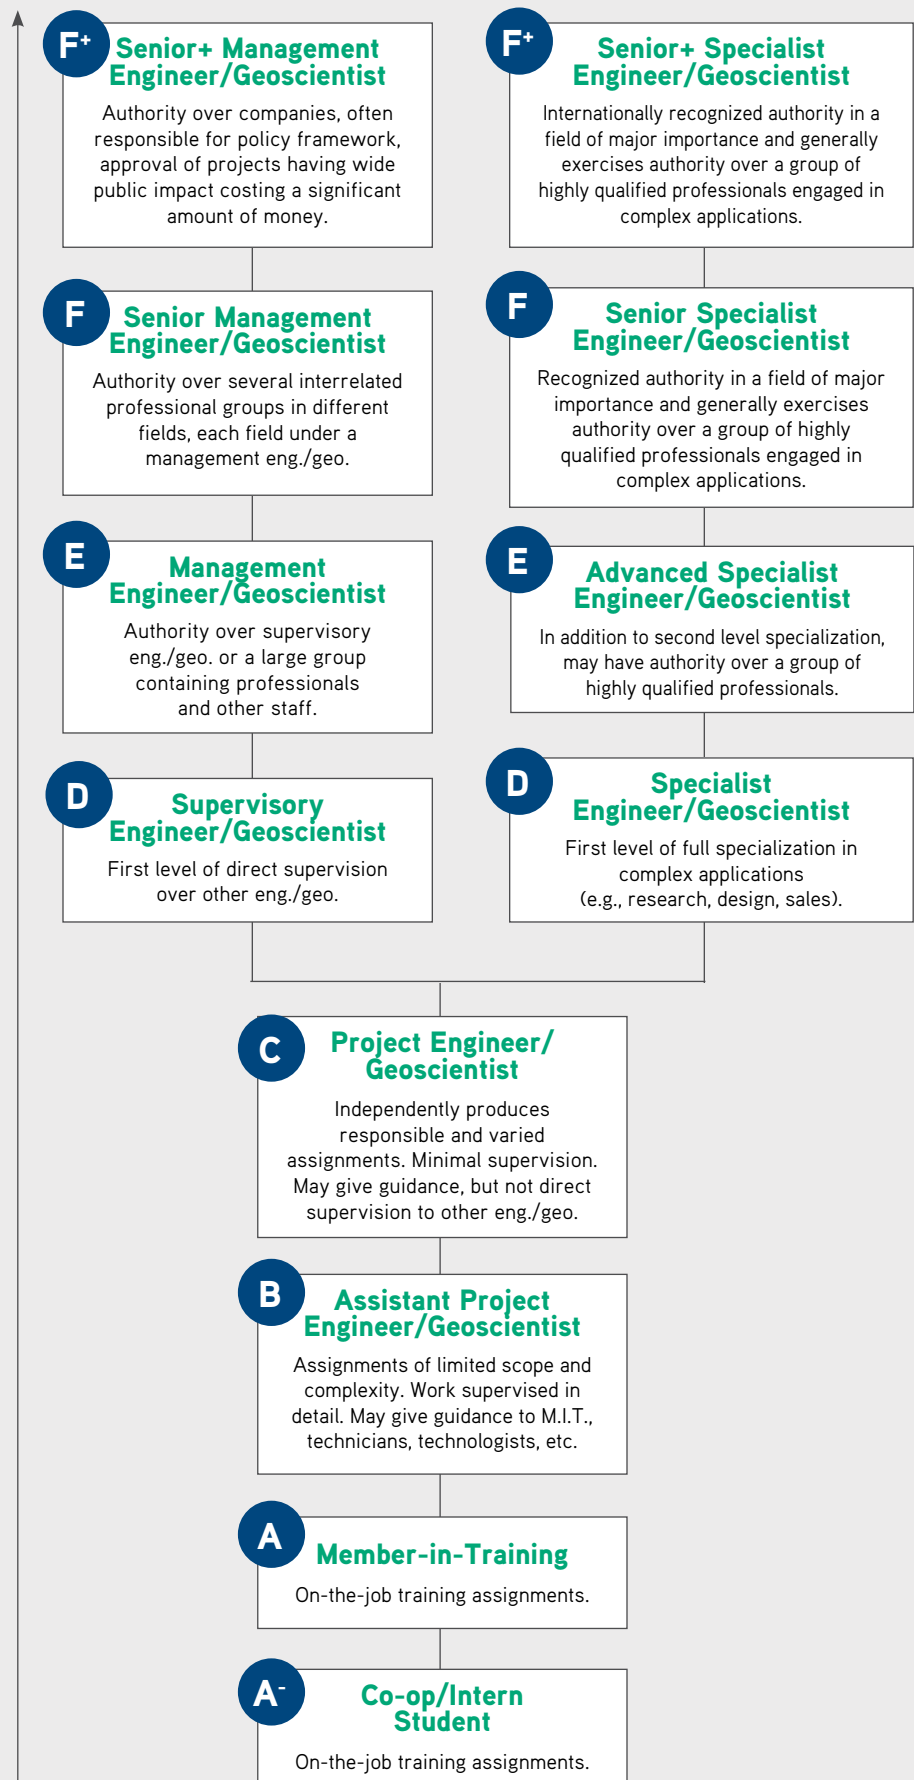 F+
Senior+ Management
Engineer/Geoscientist
Authority over companies, often
responsible for policy framework,
approval of projects having wide
public impact costing a significant
amount of money.
F+
Senior+ Specialist
Engineer/Geoscientist
Internationally recognized authority in a
field of major importance and generally
exercises authority over a group of
highly qualified professionals engaged in
complex applications.
F
Senior Management
Engineer/Geoscientist
Authority over several interrelated
professional groups in different
fields, each field under a
management eng./geo.
F
Senior Specialist
Engineer/Geoscientist
Recognized authority in a field of major
importance and generally exercises
authority over a group of highly
qualified professionals engaged in
complex applications.
E
Management
Engineer/Geoscientist
Authority over supervisory
eng./geo. or a large group
containing professionals
and other staff.
E
Advanced Specialist
Engineer/Geoscientist
In addition to second level specialization,
may have authority over a group of
highly qualified professionals.
D
Supervisory
Engineer/Geoscientist
First level of direct supervision
over other eng./geo.
D
Specialist
Engineer/Geoscientist
First level of full specialization in
complex applications
(e.g., research, design, sales).
C
Project Engineer/
Geoscientist
Independently produces
responsible and varied
assignments. Minimal supervision.
May give guidance, but not direct
supervision to other eng./geo.
B
Assistant Project
Engineer/Geoscientist
Assignments of limited scope and
complexity. Work supervised in
detail. May give guidance to M.I.T.,
technicians, technologists, etc.
A
Member-in-Training
On-the-job training assignments.
A-
Co-op/Intern
Student
On-the-job training assignments.